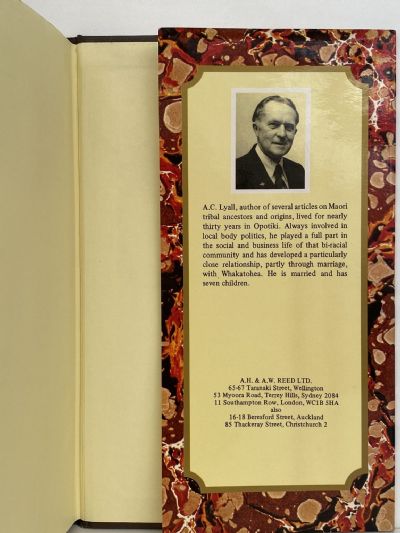 A.C. Lyall, author of several articles on Maori
tribal ancestors and origins, lived for nearly
thirty years in Opotiki. Always involved in
local body politics, he played a full part in
the social and business life of that bi-racial
community and has developed a particularly
close relationship, partly through marriage,
with Whakatohea. He is married and has
seven children.
A.H. & A.W. REED LTD.
65-67 Taranaki Street, Wellington
53 Myoora Road, Terrey Hills, Sydney 2084
11 Southampton Row, London, WC1B 5HA
also
16-18 Beresford Street, Auckland
85 Thackeray Street, Christchurch 2